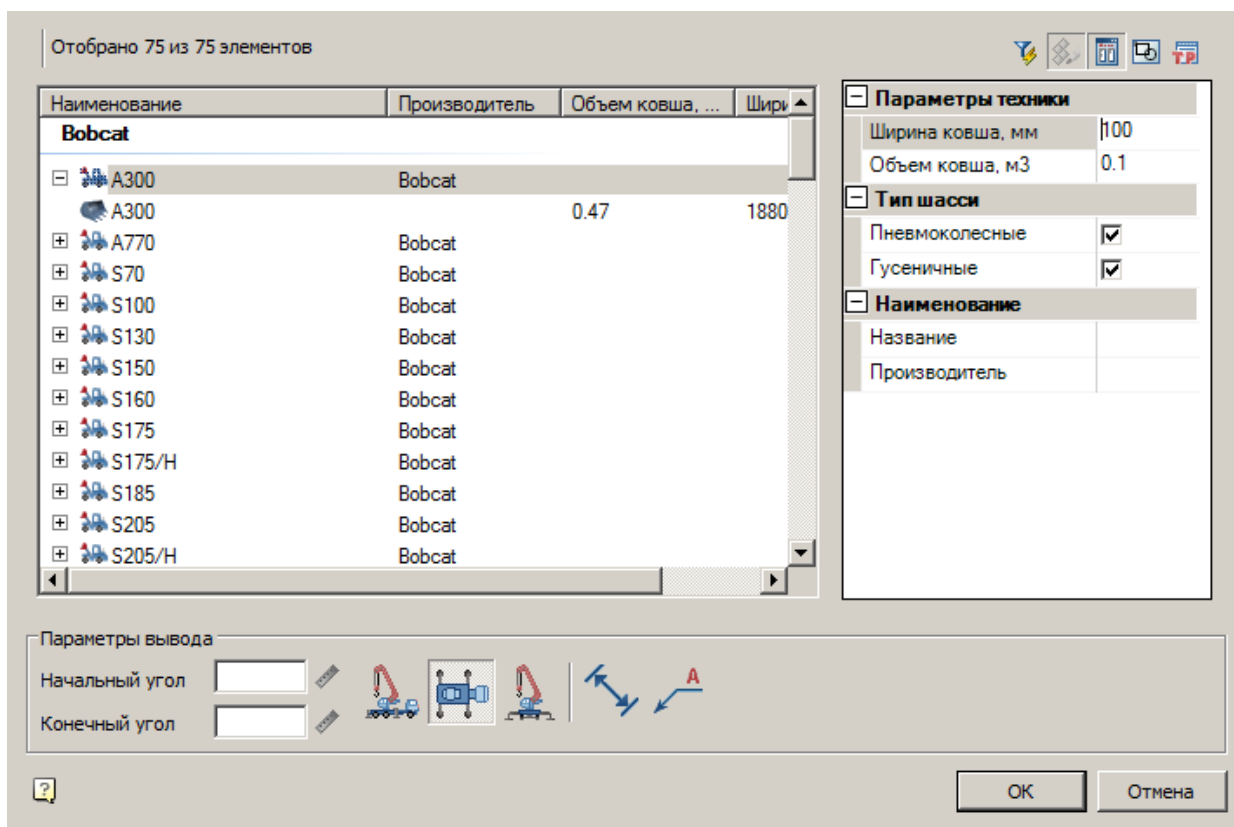 Отобрано 75 из 75 элементов
T.P.
Наименование Производитель Объем ковша, ... Шири
Bobcat
A300 Bobcat
A300 0.47 1880
A770 Bobcat
S70 Bobcat
S100 Bobcat
S130 Bobcat
S150 Bobcat
S160 Bobcat
S175 Bobcat
S175/H Bobcat
S185 Bobcat
S205 Bobcat
S205/H Bobcat
Параметры техники
Ширина ковша, мм 100
Объем ковша, м3 0.1
Тип шасси
Пневмоколесные
Гусеничные
Наименование
Название
Производитель
Параметры вывода
Начальный угол
Конечный угол
A
?
OK Отмена